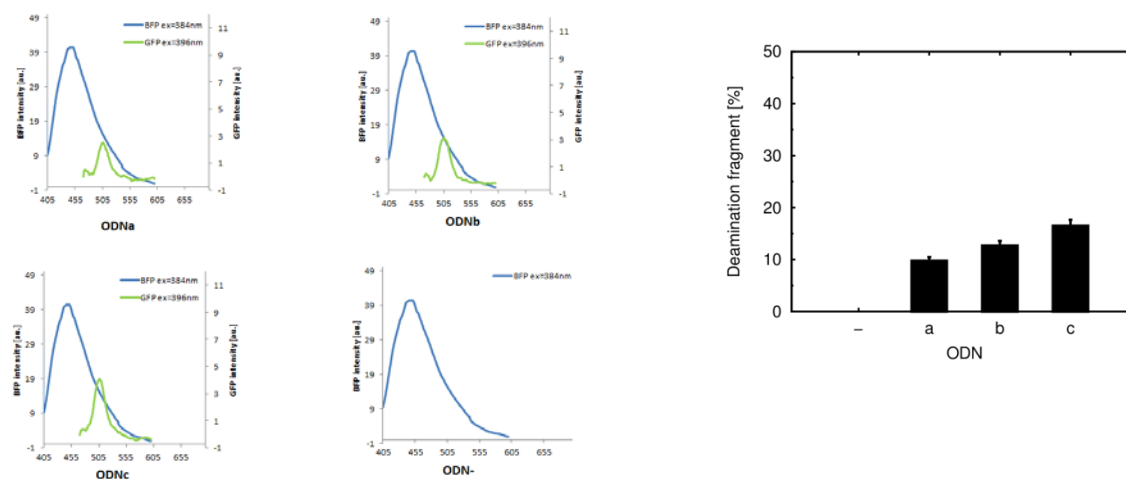 BFP ex=384nm
GFP ex=396nm
BFP intensity [au.]
GFP intensity [au.]
49
39
29
19
9
-1
11
9
7
5
3
1
-1
405 455 505 555 605 655
ODNa
BFP ex=384nm
GFP ex=396nm
BFP intensity [au.]
GFP intensity [au.]
49
39
29
19
9
-1
11
9
7
5
3
1
-1
405 455 505 555 605 655
ODNb
BFP ex=384nm
GFP ex=396nm
BFP intensity [au.]
GFP intensity [au.]
49
39
29
19
9
-1
11
9
7
5
3
1
-1
405 455 505 555 605 655
ODNc
BFP ex=384nm
BFP intensity [au.]
49
39
29
19
9
-1
405 455 505 555 605 655
ODN-
Deamination fragment [%]
50
40
30
20
10
0
– a b c
ODN